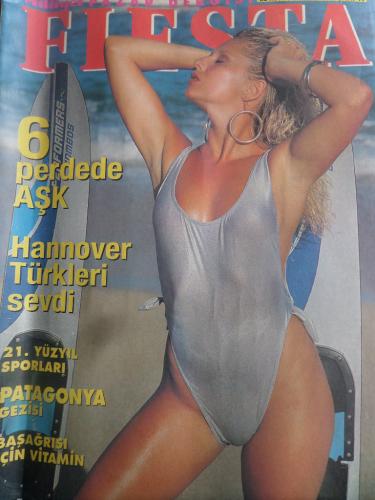 FIESTA
6
perdede
AŞK
Hannover
Türkleri
sevdi
21. YÜZYIL
SPORLARI
PATAGONYA
GEZİSİ
BAŞAĞRISI
İÇİN VİTAMİN